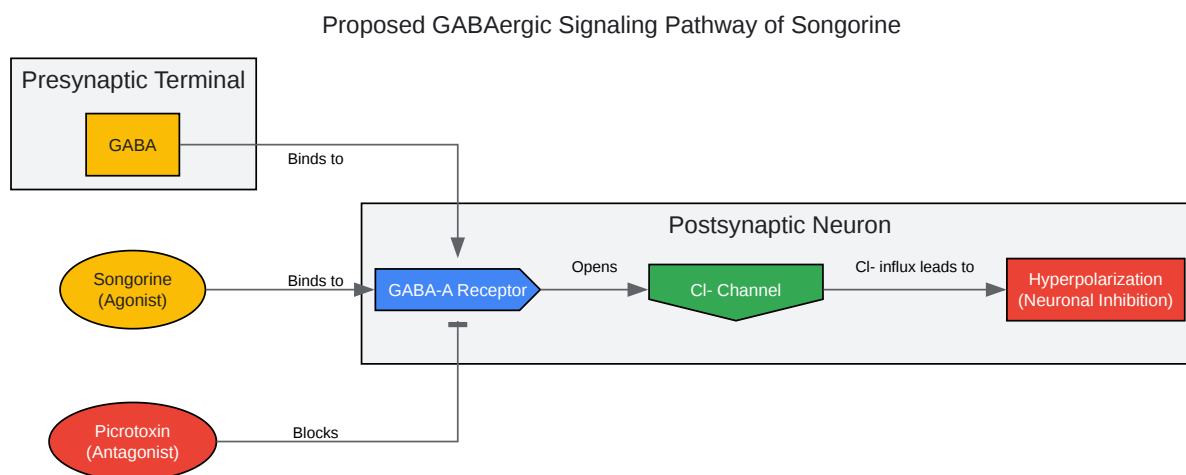 Proposed GABAergic Signaling Pathway of Songorine
Presynaptic Terminal
GABA
Binds to
Postsynaptic Neuron
Songorine
(Agonist)
Binds to
GABA-A Receptor
Opens
Cl- Channel
Cl- influx leads to
Hyperpolarization
(Neuronal Inhibition)
Picrotoxin
(Antagonist)
Blocks